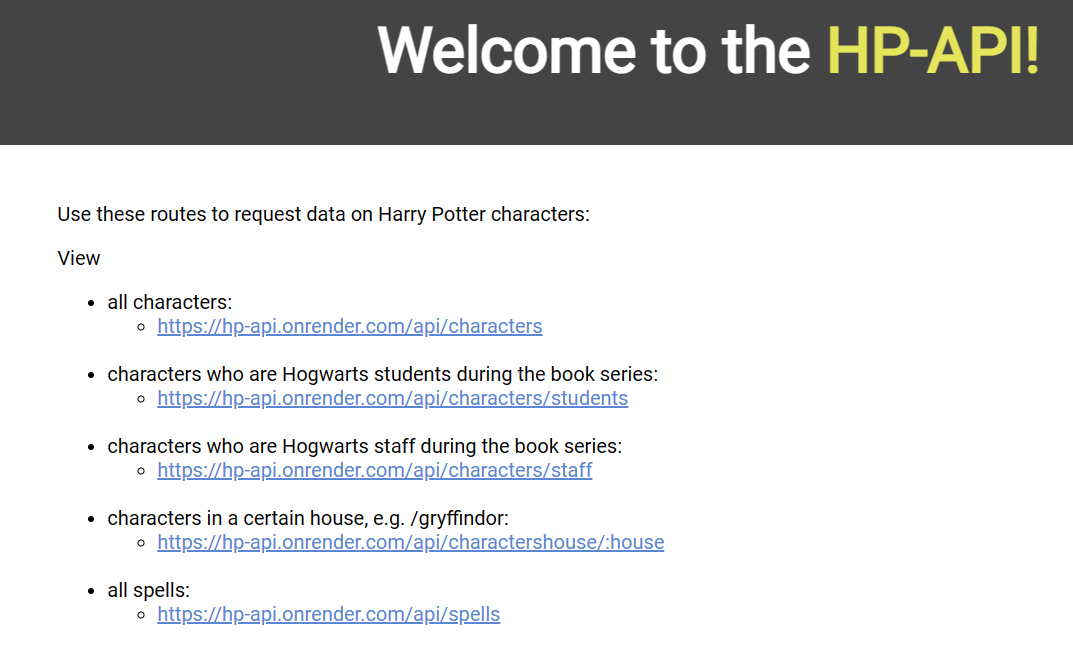 Welcome to the HP-API!
Use these routes to request data on Harry Potter characters:
View
all characters:
https://hp-api.onrender.com/api/characters
characters who are Hogwarts students during the book series:
https://hp-api.onrender.com/api/characters/students
characters who are Hogwarts staff during the book series:
https://hp-api.onrender.com/api/characters/staff
characters in a certain house, e.g. /gryffindor:
https://hp-api.onrender.com/api/charactershouse/:house
all spells:
https://hp-api.onrender.com/api/spells